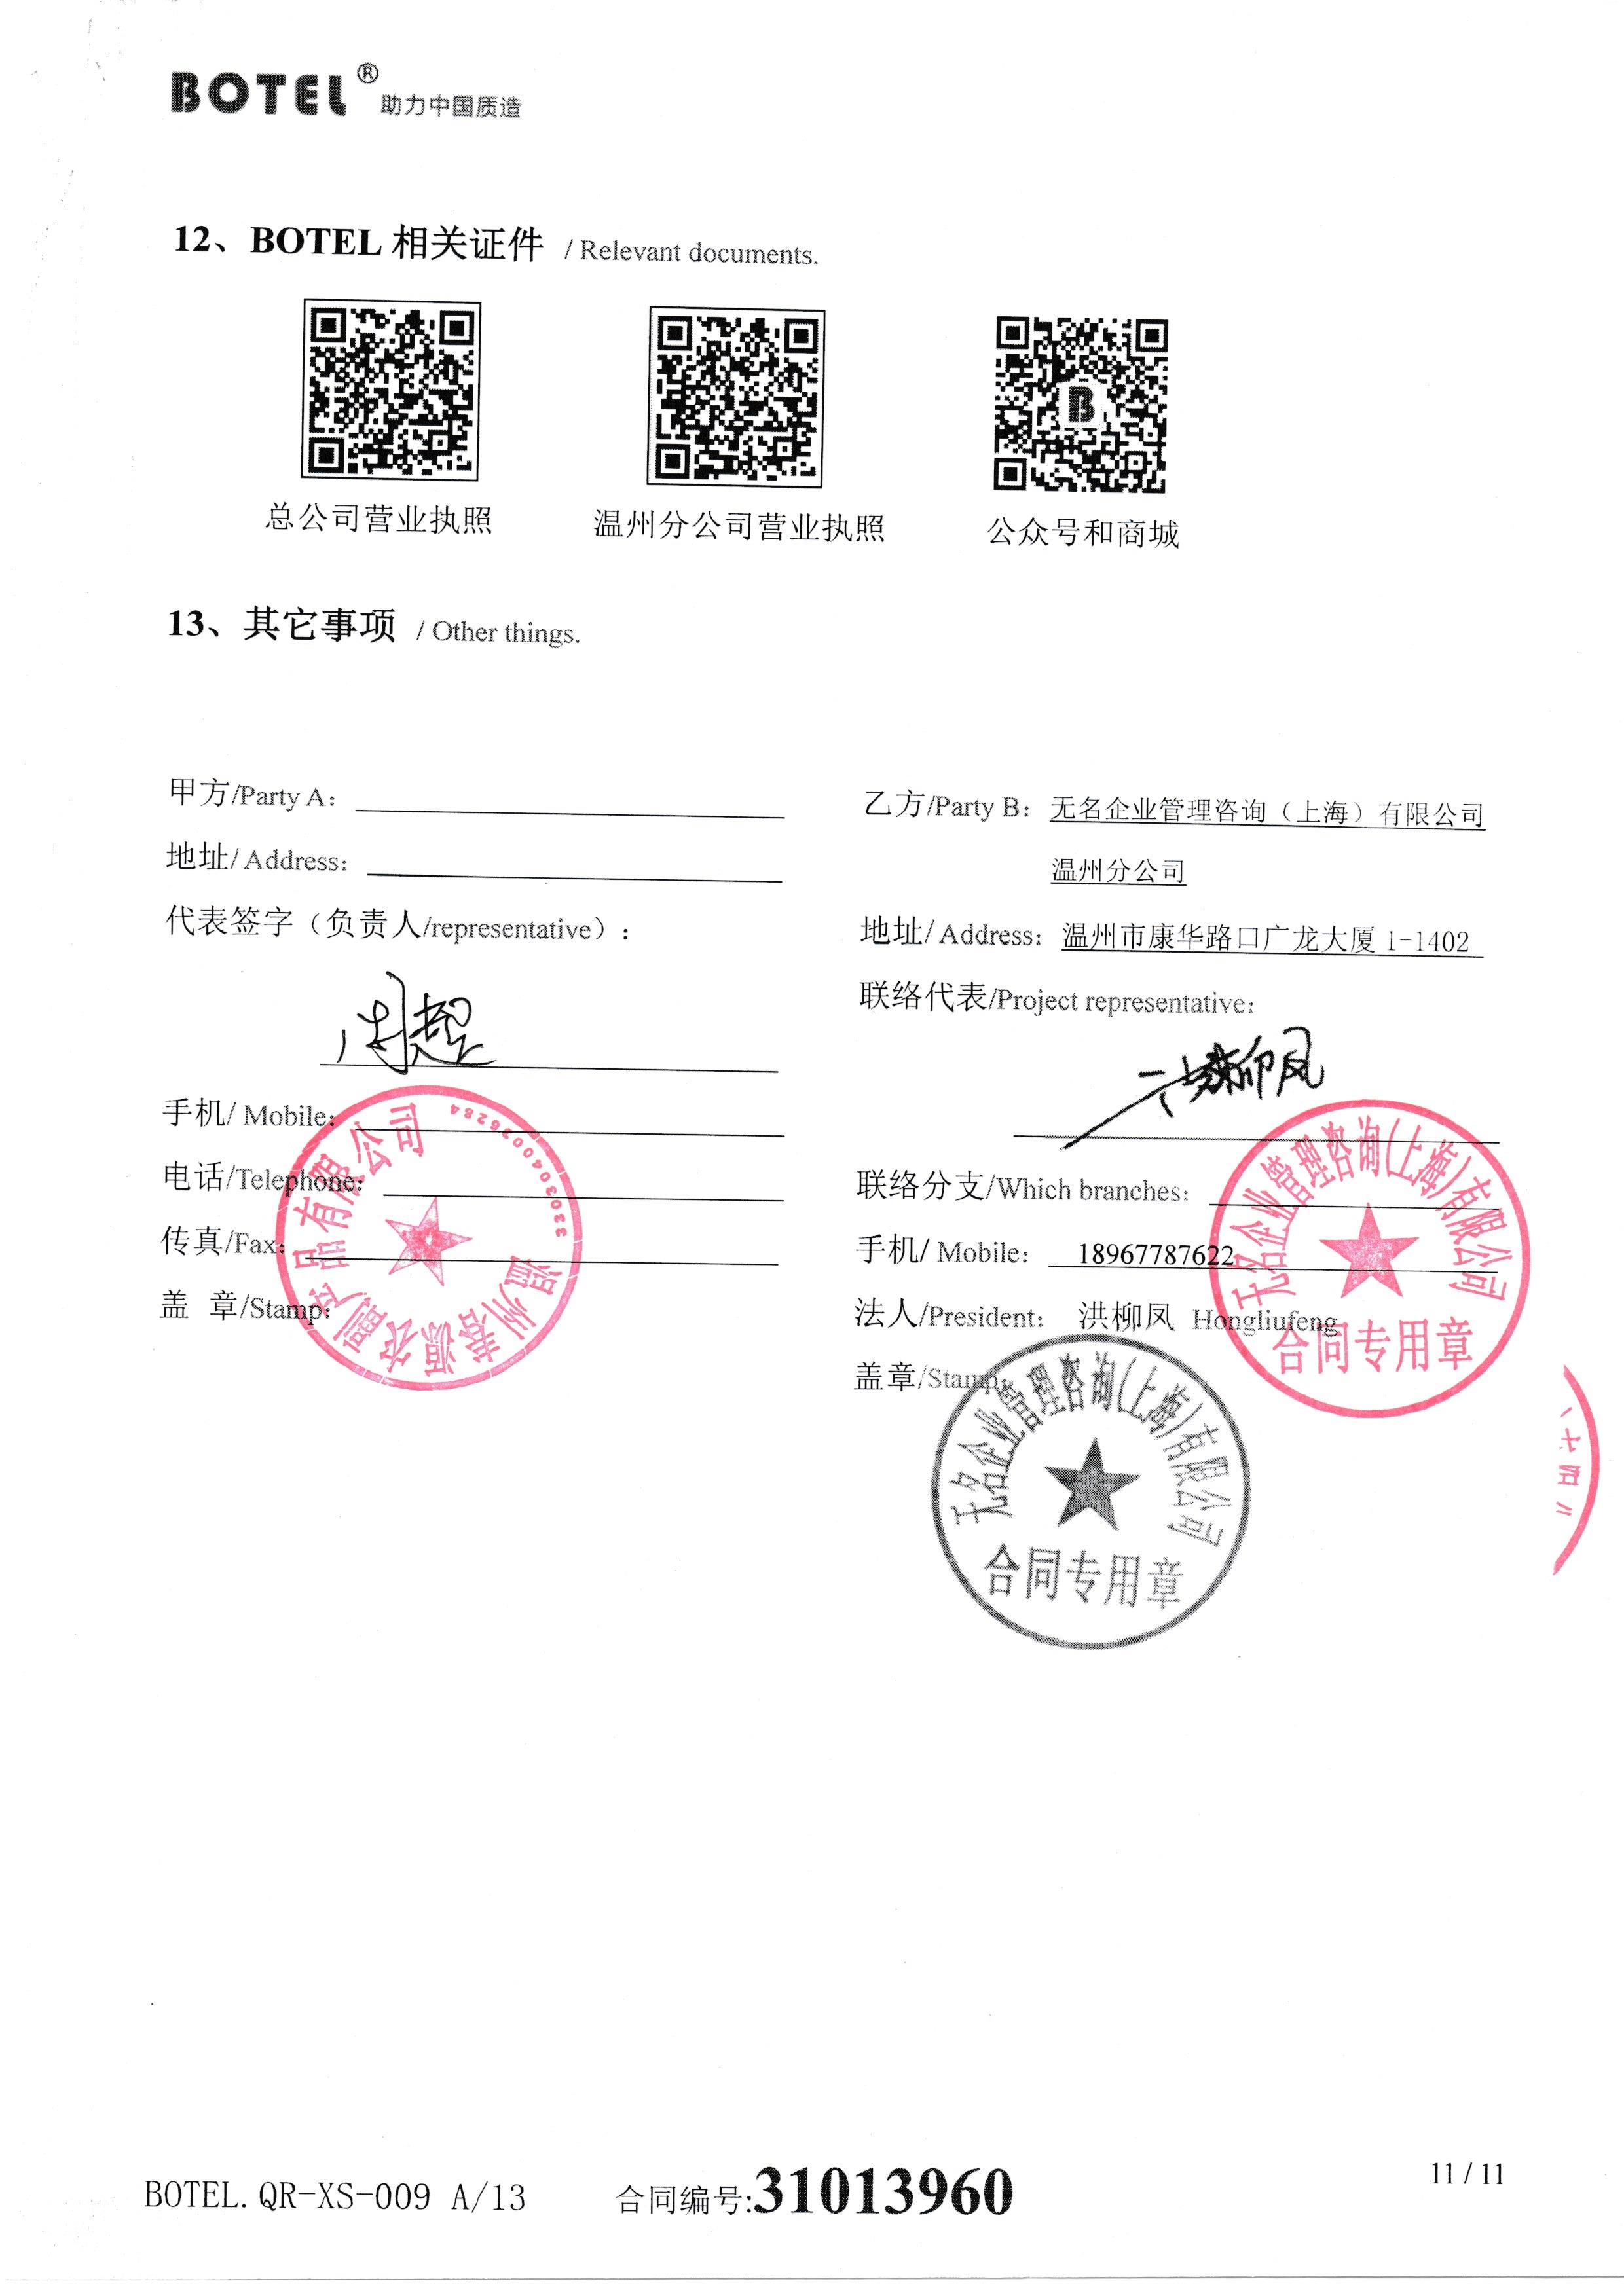 BOTEL® 助力中国质造
12、BOTEL 相关证件 / Relevant documents.
总公司营业执照 温州分公司营业执照 公众号和商城
13、其它事项 / Other things.
甲方/Party A:
地址/ Address:
代表签字（负责人/representative）:
手机/ Mobile:
电话/Telephone:
传真/Fax:
盖 章/Stamp:
温州耆源农副产品有限公司
乙方/Party B: 无名企业管理咨询（上海）有限公司
温州分公司
地址/ Address: 温州市康华路口广龙大厦 1-1402
联络代表/Project representative:
联络分支/Which branches:
手机/ Mobile: 18967787622
法人/President: 洪柳凤 Hongliufeng
盖章/Stamp:
无名企业管理咨询(上海)有限公司
合同专用章
无名企业管理咨询(上海)有限公司
合同专用章
BOTEL. QR-XS-009 A/13 合同编号:31013960 11 / 11